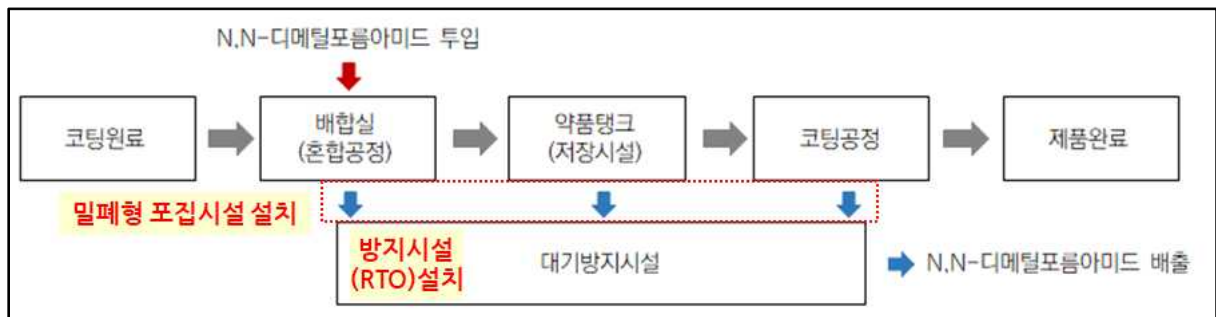 N,N-디메틸포름아미드 투입
코팅원료
배합실
(혼합공정)
약품탱크
(저장시설)
코팅공정
제품완료
밀폐형 포집시설 설치
방지시설
(RTO)설치
대기방지시설
N,N-디메틸포름아미드 배출